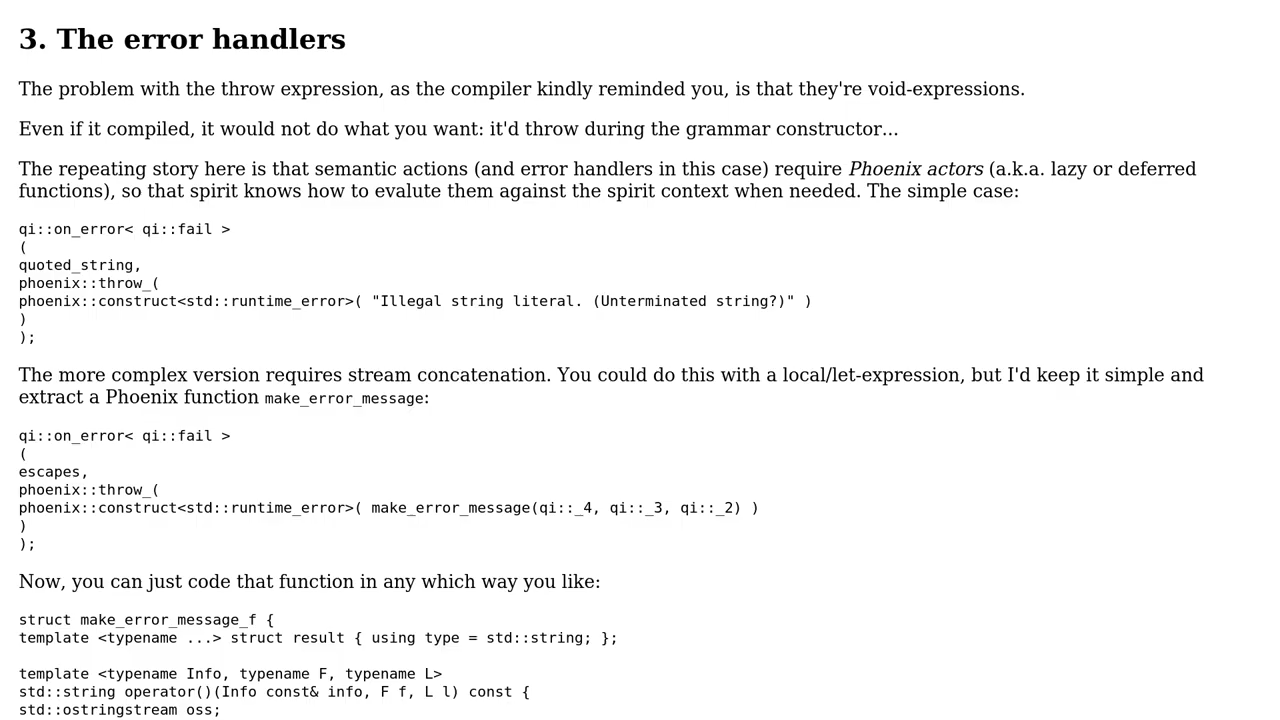 3. The error handlers
The problem with the throw expression, as the compiler kindly reminded you, is that they're void-expressions.
Even if it compiled, it would not do what you want: it'd throw during the grammar constructor...
The repeating story here is that semantic actions (and error handlers in this case) require Phoenix actors (a.k.a. lazy or deferred
functions), so that spirit knows how to evalute them against the spirit context when needed. The simple case:
qi::on_error< qi::fail >
(
quoted_string,
phoenix::throw_(
phoenix::construct<std::runtime_error>( "Illegal string literal. (Unterminated string?)" )
)
);
The more complex version requires stream concatenation. You could do this with a local/let-expression, but I'd keep it simple and
extract a Phoenix function make_error_message:
qi::on_error< qi::fail >
(
escapes,
phoenix::throw_(
phoenix::construct<std::runtime_error>( make_error_message(qi::_4, qi::_3, qi::_2) )
)
);
Now, you can just code that function in any which way you like:
struct make_error_message_f {
template <typename ...> struct result { using type = std::string; };
template <typename Info, typename F, typename L>
std::string operator()(Info const& info, F f, L l) const {
std::ostringstream oss;